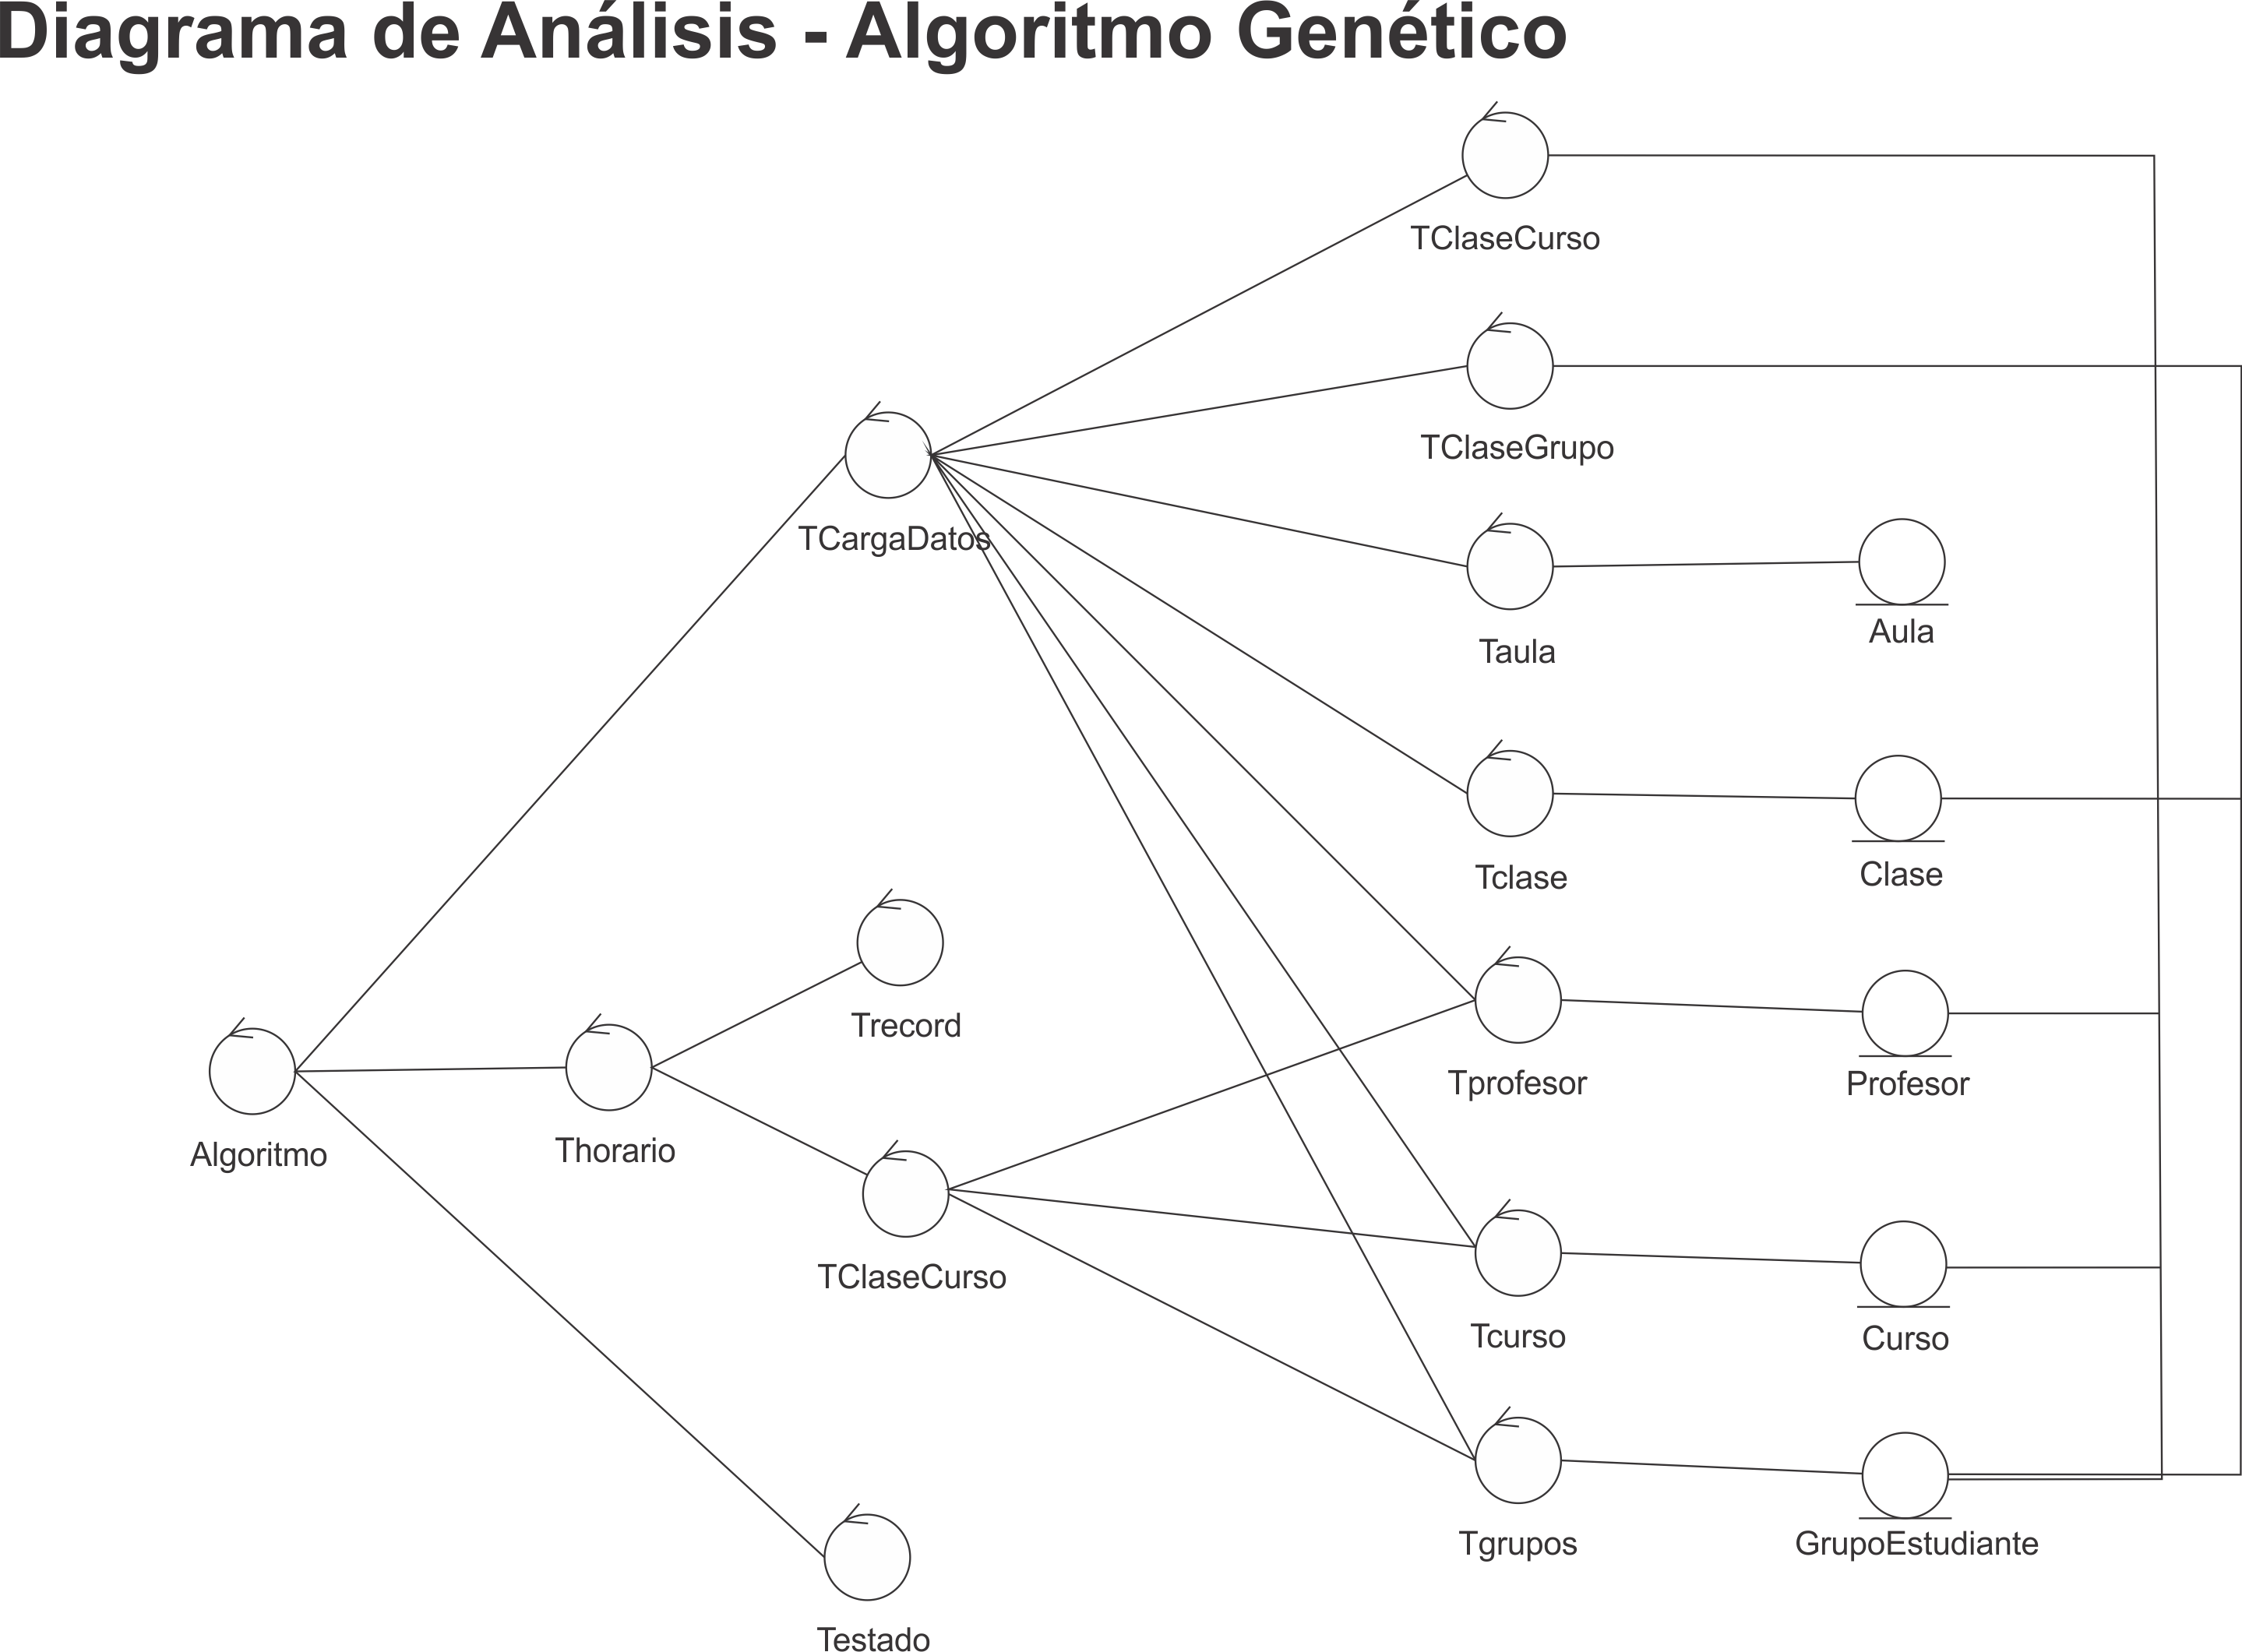 Diagrama de Análisis - Algoritmo Genético
TClaseCurso
TClaseGrupo
TCargaDatos
Taula
Aula
Tclase
Clase
Trecord
Tprofesor
Profesor
Algoritmo
Thorario
TClaseCurso
Tcurso
Curso
Tgrupos
GrupoEstudiante
Testado